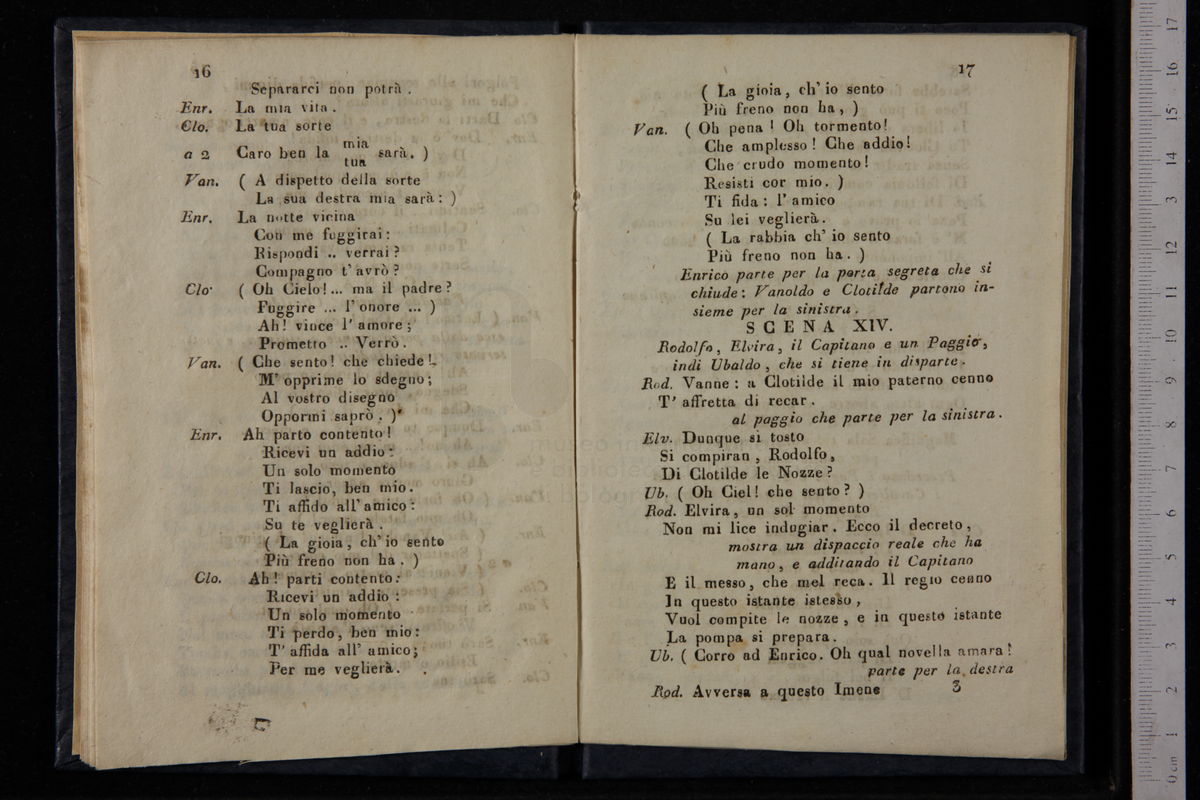 16
Separarci non potrà .
Enr. La mia vita .
Clo. La tua sorte
a 2 Caro ben la mia tua sarà. )
Van. ( A dispetto della sorte
La sua destra mia sarà : )
Enr. La notte vicina
Con me fuggirai :
Rispondi .. verrai ?
Compagno t' avrò ?
Clo. ( Oh Cielo !... ma il padre ?
Fuggire ... l' onore ... )
Ah ! vince l' amore ;
Prometto .. Verrò .
Van. ( Che sento ! che chiede !..
M' opprime lo sdegno ;
Al vostro disegno
Oppormi saprò . )
Enr. Ah parto contento !
Ricevi un addio :
Un solo momento
Ti lascio, ben mio .
Ti affido all' amico :
Su te veglierà .
( La gioia , ch' io sento
Più freno non ha . )
Clo. Ah ! parti contento :
Ricevi un addio :
Un solo momento
Ti perdo , ben mio :
T' affida all' amico ;
Per me veglierà .
17
( La gioia , ch' io sento
Più freno non ha , )
Van. ( Oh pena ! Oh tormento !
Che amplesso ! Che addio !
Che crudo momento !
Resisti cor mio . )
Ti fida : l' amico
Su lei veglierà .
( La rabbia ch' io sento
Più freno non ha . )
Enrico parte per la porta segreta che si
chiude : Vanoldo e Clotilde partono in-
sieme per la sinistra .
SCENA XIV.
Rodolfo , Elvira , il Capitano e un Paggio ,
indi Ubaldo , che si tiene in disparte .
Rod. Vanne : a Clotilde il mio paterno cenno
T' affretta di recar .
al paggio che parte per la sinistra .
Elv. Dunque sì tosto
Si compiran , Rodolfo ,
Di Clotilde le Nozze ?
Ub. ( Oh Ciel ! che sento ? )
Rod. Elvira , un sol momento
Non mi lice indugiar . Ecco il decreto ,
mostra un dispaccio reale che ha
mano , e additando il Capitano
E il messo , che mel reca . Il regio cenno
In questo istante istesso ,
Vuol compite le nozze , e in questo istante
La pompa si prepara .
Ub. ( Corro ad Enrico . Oh qual novella amara !
parte per la destra
Rod. Avversa a questo Imene
3